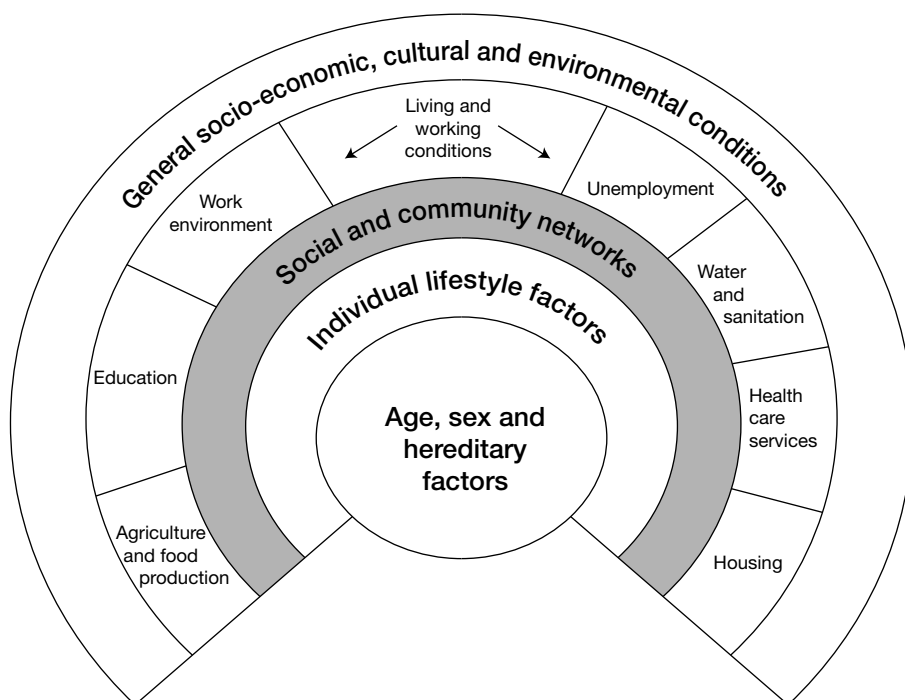 General socio-economic, cultural and environmental conditions
Living and
working
conditions
Work
environment
Unemployment
Social and community networks
Water
and
sanitation
Individual lifestyle factors
Education
Health
care
services
Age, sex and
hereditary
factors
Agriculture
and food
production
Housing